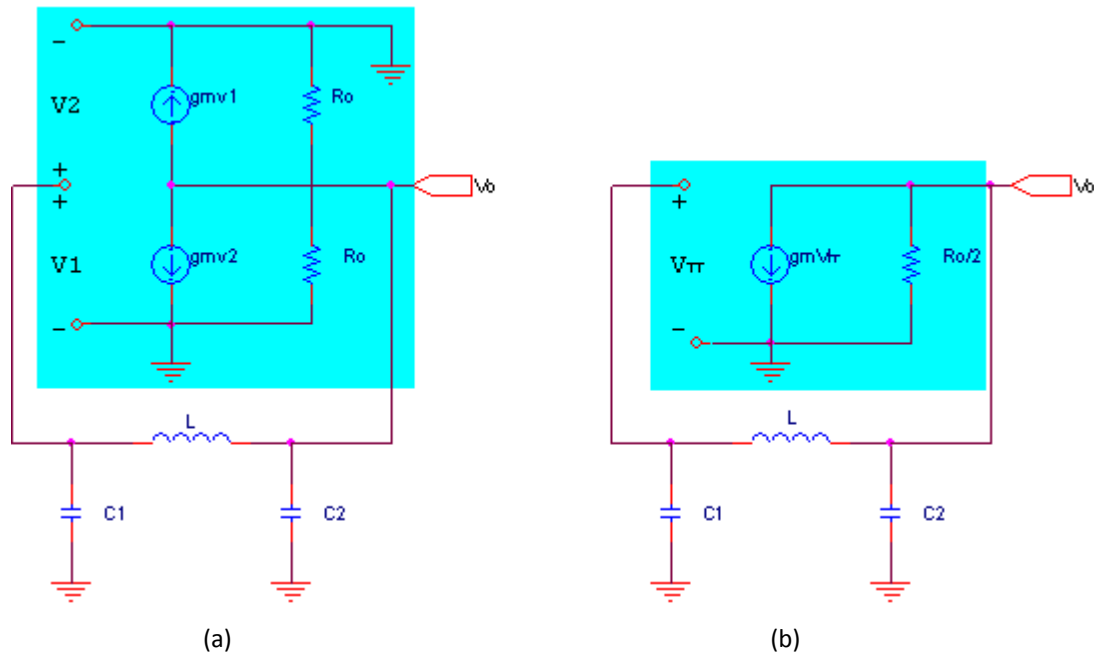 −
gmv1
Ro
V2
+
+
Vo
V1
gmv2
Ro
−
L
C1
C2
(a)
+
Vo
Vπ
gmVπ
Ro/2
−
L
C1
C2
(b)